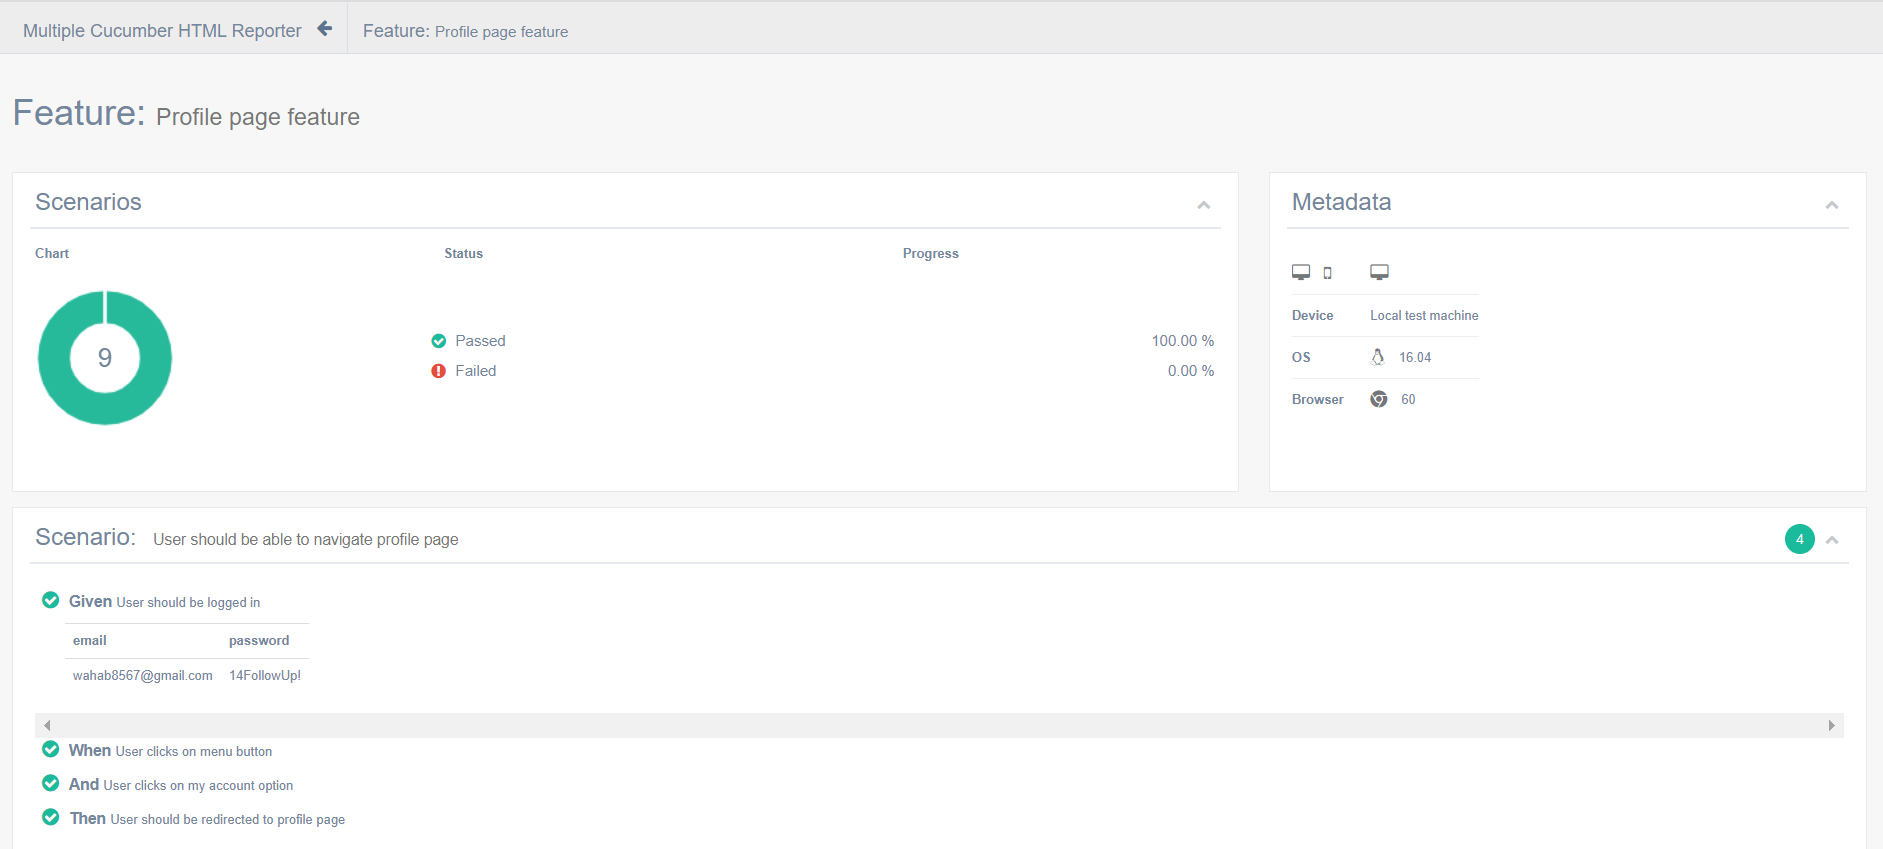 Multiple Cucumber HTML Reporter
Feature: Profile page feature
Feature: Profile page feature
Scenarios
Chart Status Progress
9
Passed 100.00 %
Failed 0.00 %
Metadata
Device Local test machine
OS 16.04
Browser 60
Scenario: User should be able to navigate profile page 4
Given User should be logged in
email password
wahab8567@gmail.com 14FollowUp!
When User clicks on menu button
And User clicks on my account option
Then User should be redirected to profile page